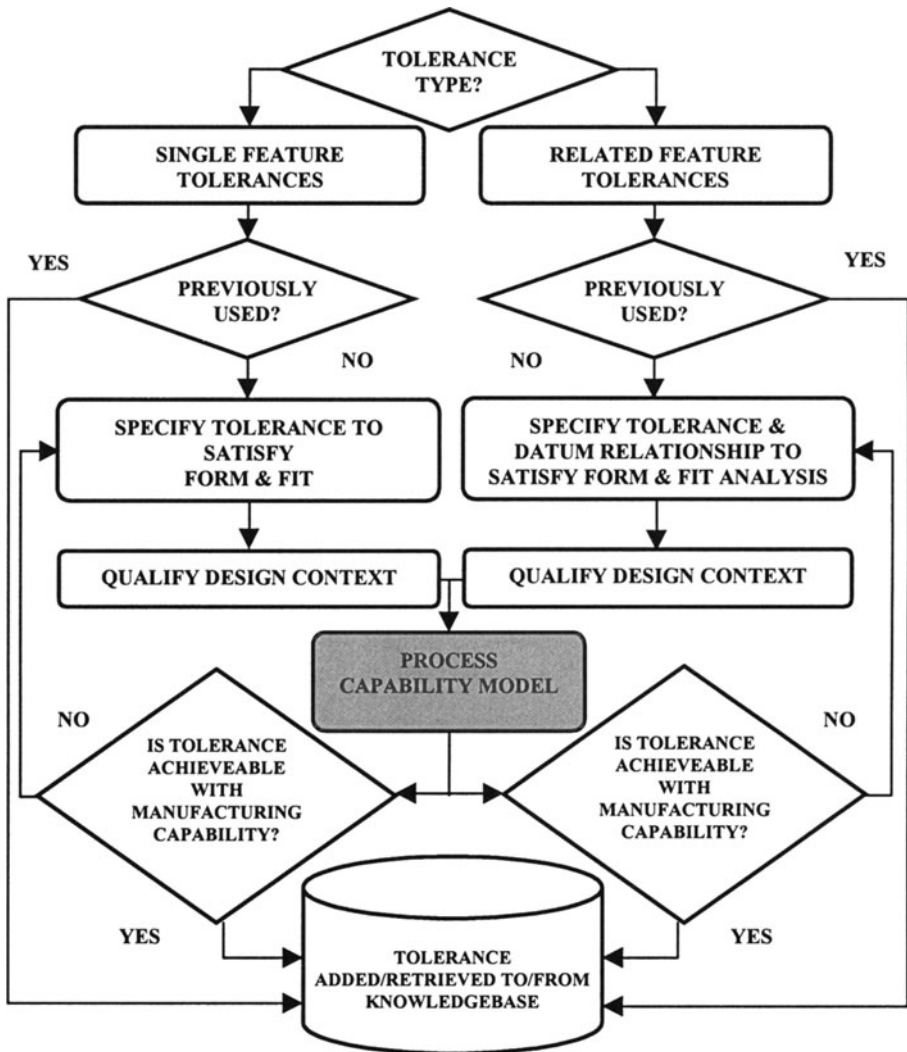 TOLERANCE
TYPE?
SINGLE FEATURE
TOLERANCES
RELATED FEATURE
TOLERANCES
YES
PREVIOUSLY
USED?
NO
PREVIOUSLY
USED?
YES
NO
SPECIFY TOLERANCE TO
SATISFY
FORM & FIT
SPECIFY TOLERANCE &
DATUM RELATIONSHIP TO
SATISFY FORM & FIT ANALYSIS
QUALIFY DESIGN CONTEXT
QUALIFY DESIGN CONTEXT
PROCESS
CAPABILITY MODEL
NO
IS TOLERANCE
ACHIEVEABLE
WITH
MANUFACTURING
CAPABILITY?
NO
IS TOLERANCE
ACHIEVEABLE
WITH
MANUFACTURING
CAPABILITY?
YES
YES
TOLERANCE
ADDED/RETRIEVED TO/FROM
KNOWLEDGEBASE